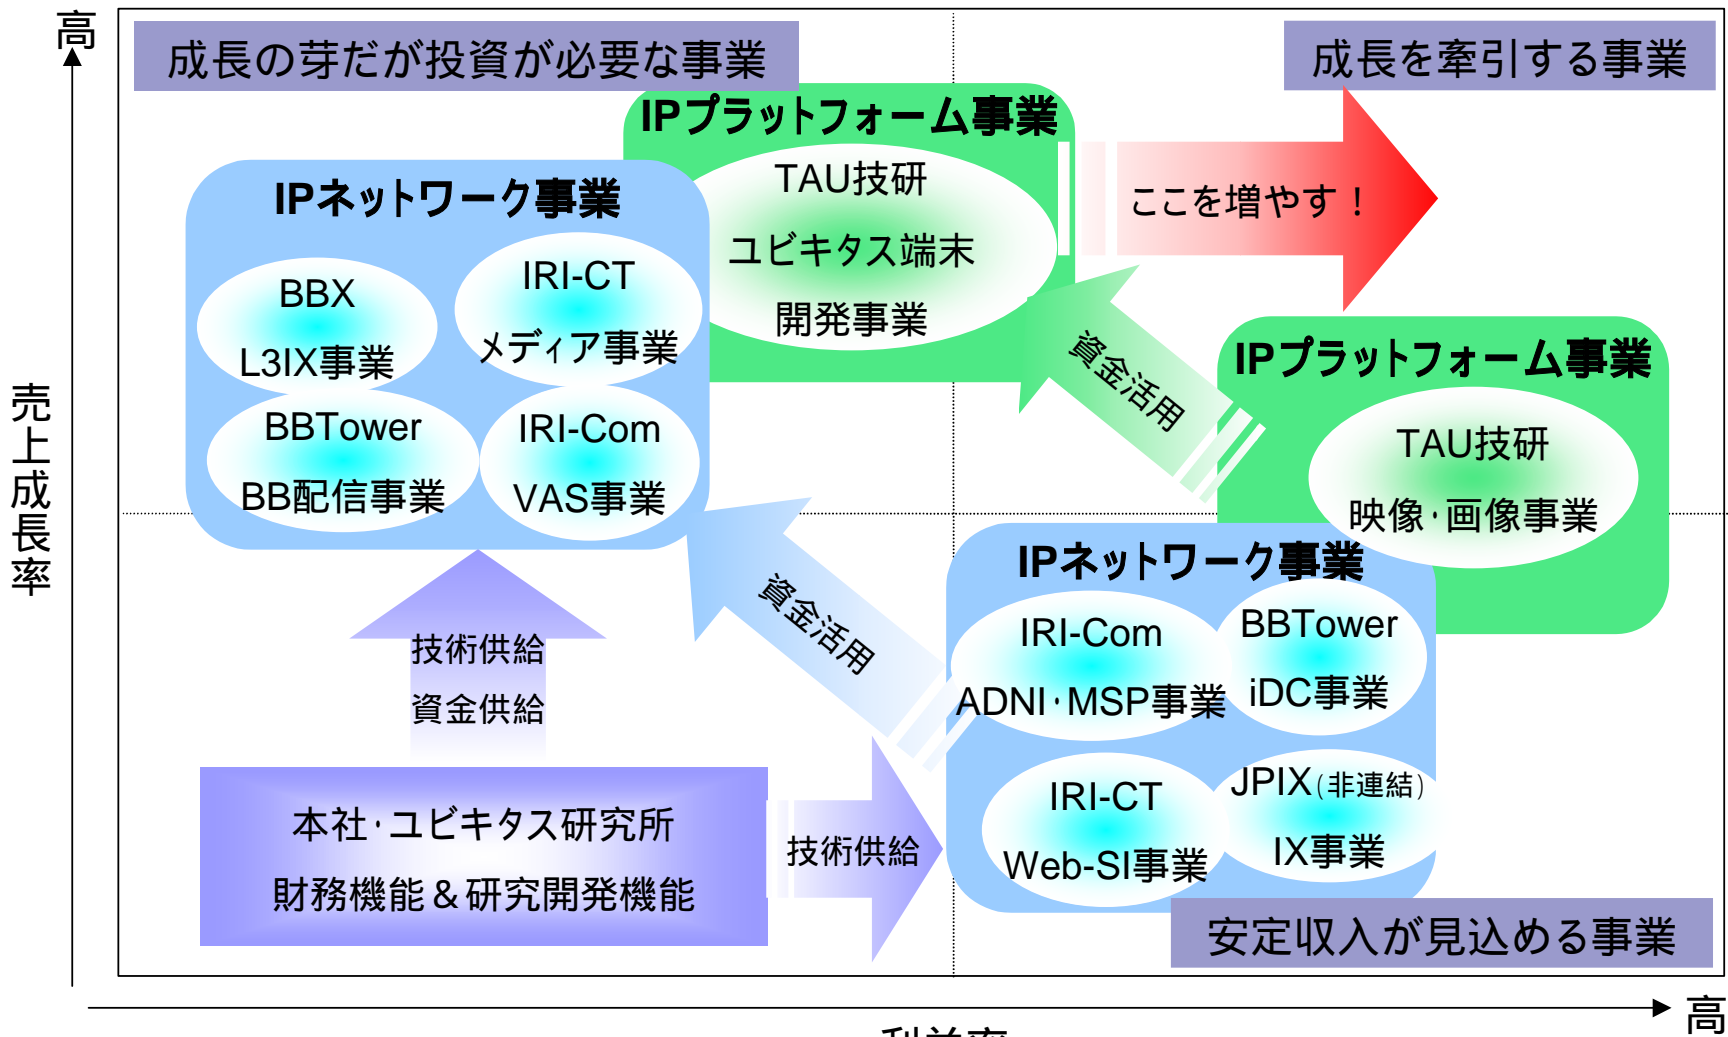 高
成長の芽だが投資が必要な事業
成長を牽引する事業
IPプラットフォーム事業
TAU技研
ユビキタス端末
開発事業
ここを増やす！
IPネットワーク事業
BBX
L3IX事業
IRI-CT
メディア事業
BBTower
BB配信事業
IRI-Com
VAS事業
資金活用
IPプラットフォーム事業
TAU技研
映像・画像事業
売上成長率
資金活用
IPネットワーク事業
IRI-Com
ADNI・MSP事業
BBTower
iDC事業
IRI-CT
Web-SI事業
JPIX(非連結)
IX事業
技術供給
資金供給
本社・ユビキタス研究所
財務機能＆研究開発機能
技術供給
安定収入が見込める事業
高
利益率